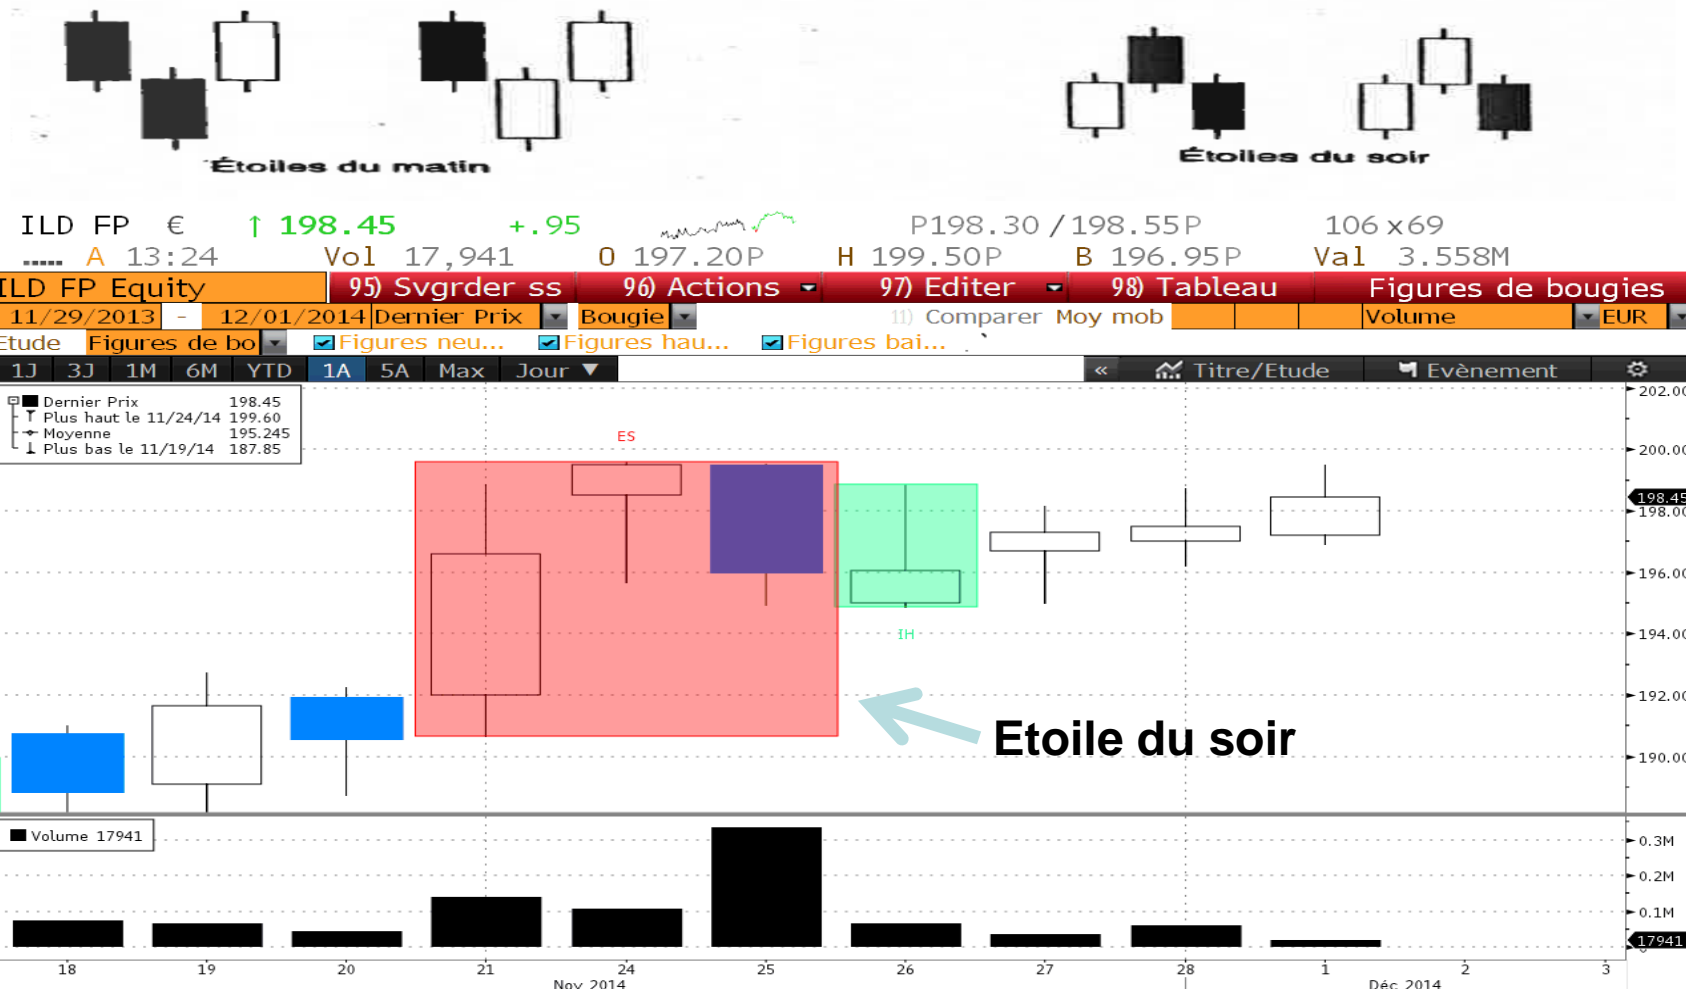 Étoiles du matin
Étoiles du soir
ILD FP € ↑ 198.45 +.95 P198.30 / 198.55P 106 x69
A 13:24 Vol 17,941 O 197.20P H 199.50P B 196.95P Val 3.558M
ILD FP Equity 95) Svgrder ss 96) Actions 97) Editer 98) Tableau Figures de bougies
11/29/2013 - 12/01/2014 Dernier Prix Bougie 11) Comparer Moy mob Volume EUR
Etude Figures de bo Figures neu... Figures hau... Figures bai...
1J 3J 1M 6M YTD 1A 5A Max Jour ▼ « Titre/Etude Evènement
Dernier Prix 198.45
Plus haut le 11/24/14 199.60
Moyenne 195.245
Plus bas le 11/19/14 187.85
202.00
ES
200.00
198.45
198.00
196.00
IH
194.00
192.00
Etoile du soir
190.00
Volume 17941
0.3M
0.2M
0.1M
17941
0
18 19 20 21 24 25 26 27 28 1 2 3
Nov 2014 Déc 2014